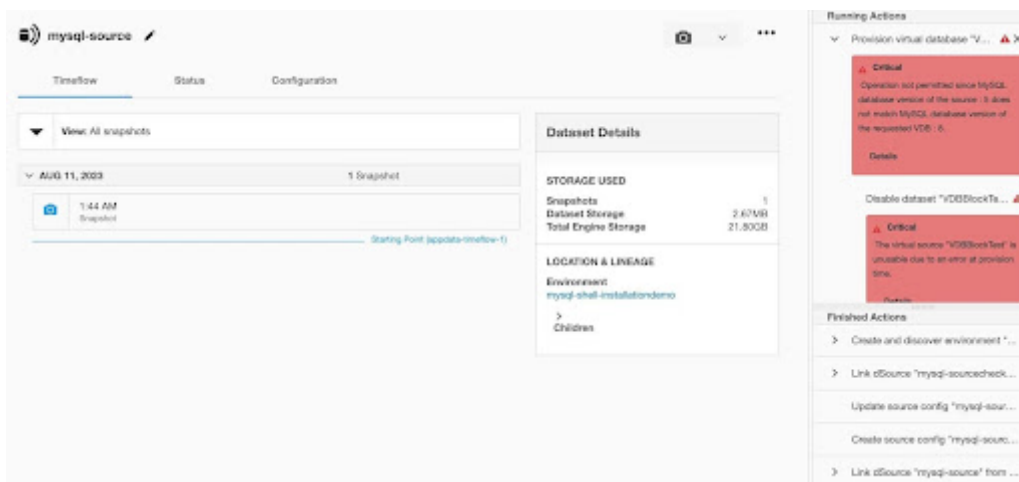 mysql-source
Timeflow Status Configuration
View: All snapshots
AUG 11, 2023 1 Snapshot
1:44 AM
Snapshot
Starting Point (appdata-timeflow-1)
Dataset Details
STORAGE USED
Snapshots 1
Dataset Storage 2.67MB
Total Engine Storage 21.80GB
LOCATION & LINEAGE
Environment
mysql-shell-installationdemo
Children
Running Actions
Provision virtual database "V...
Critical
Operation not permitted since MySQL
database version of the source : 5 does
not match MySQL database version of
the requested VDB : 8.
Details
Disable dataset "VDBBlockTe...
Critical
The virtual source "VDBBlockTest" is
unusable due to an error at provision
time.
Details
Finished Actions
Create and discover environment "...
Link dSource "mysql-sourcecheck...
Update source config "mysql-sour...
Create source config "mysql-sourc...
Link dSource "mysql-source" from ...